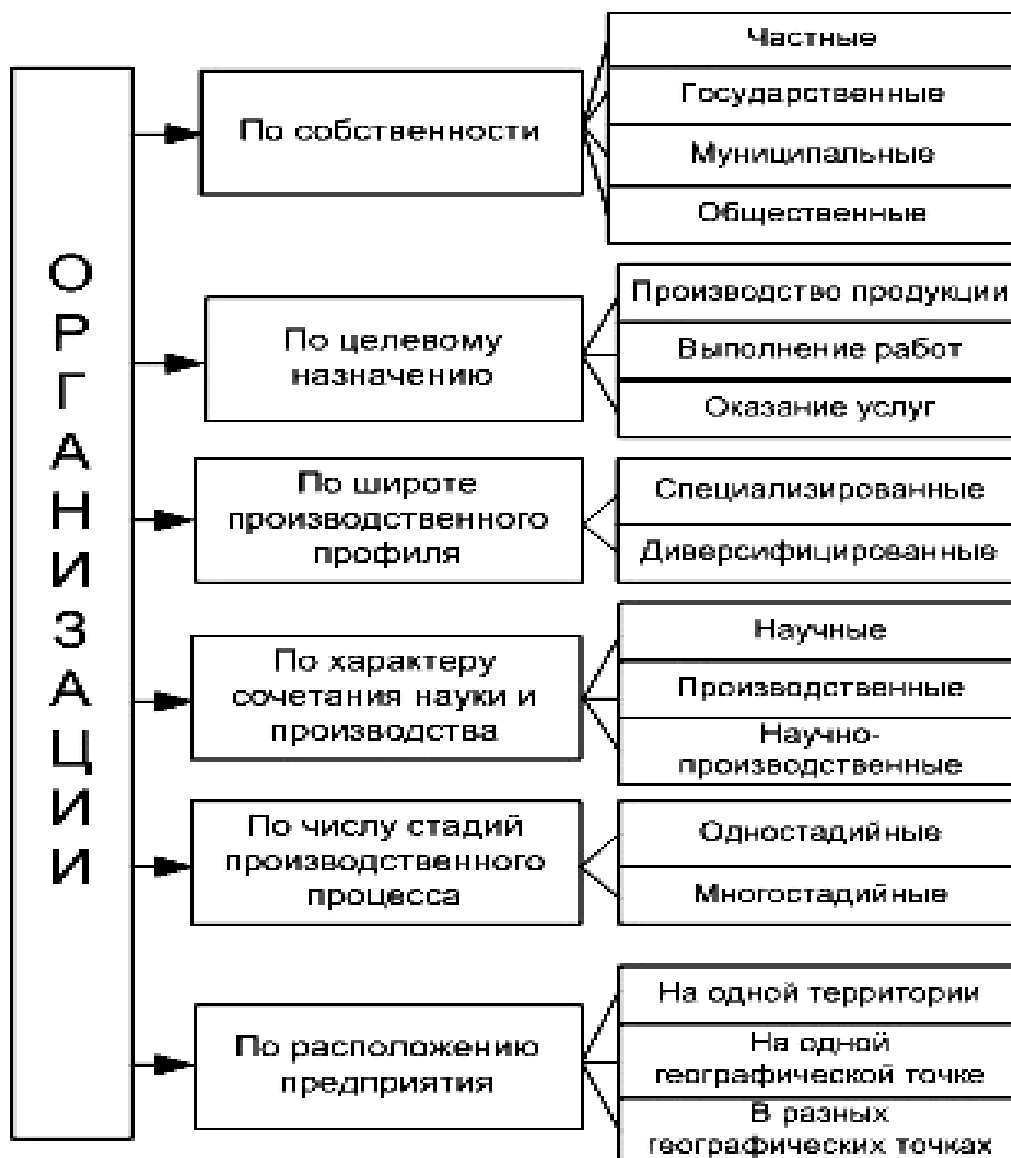 ОРГАНИЗАЦИИ
По собственности
Частные
Государственные
Муниципальные
Общественные
По целевому
назначению
Производство продукции
Выполнение работ
Оказание услуг
По широте
производственного
профиля
Специализированные
Диверсифицированные
По характеру
сочетания науки и
производства
Научные
Производственные
Научно-
производственные
По числу стадий
производственного
процесса
Одностадийные
Многостадийные
По расположению
предприятия
На одной территории
На одной
географической точке
В разных
географических точках